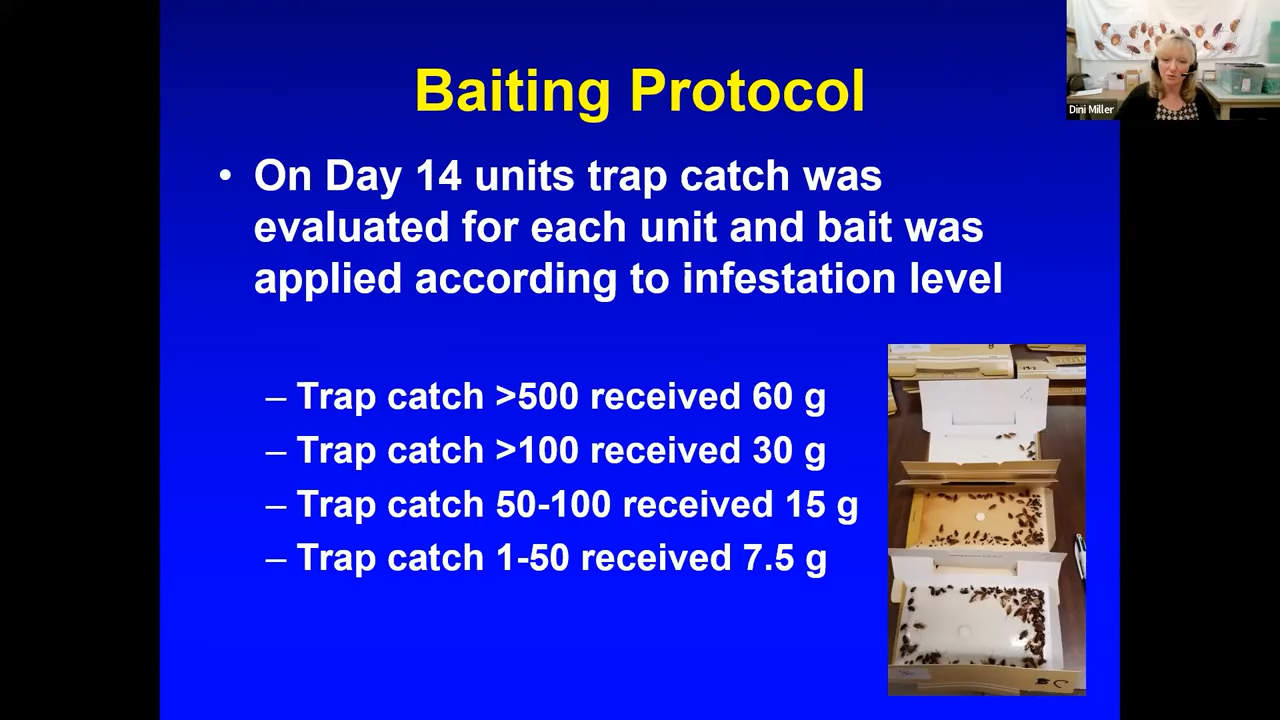 Baiting Protocol
Dini Miller
• On Day 14 units trap catch was
evaluated for each unit and bait was
applied according to infestation level
– Trap catch >500 received 60 g
– Trap catch >100 received 30 g
– Trap catch 50-100 received 15 g
– Trap catch 1-50 received 7.5 g